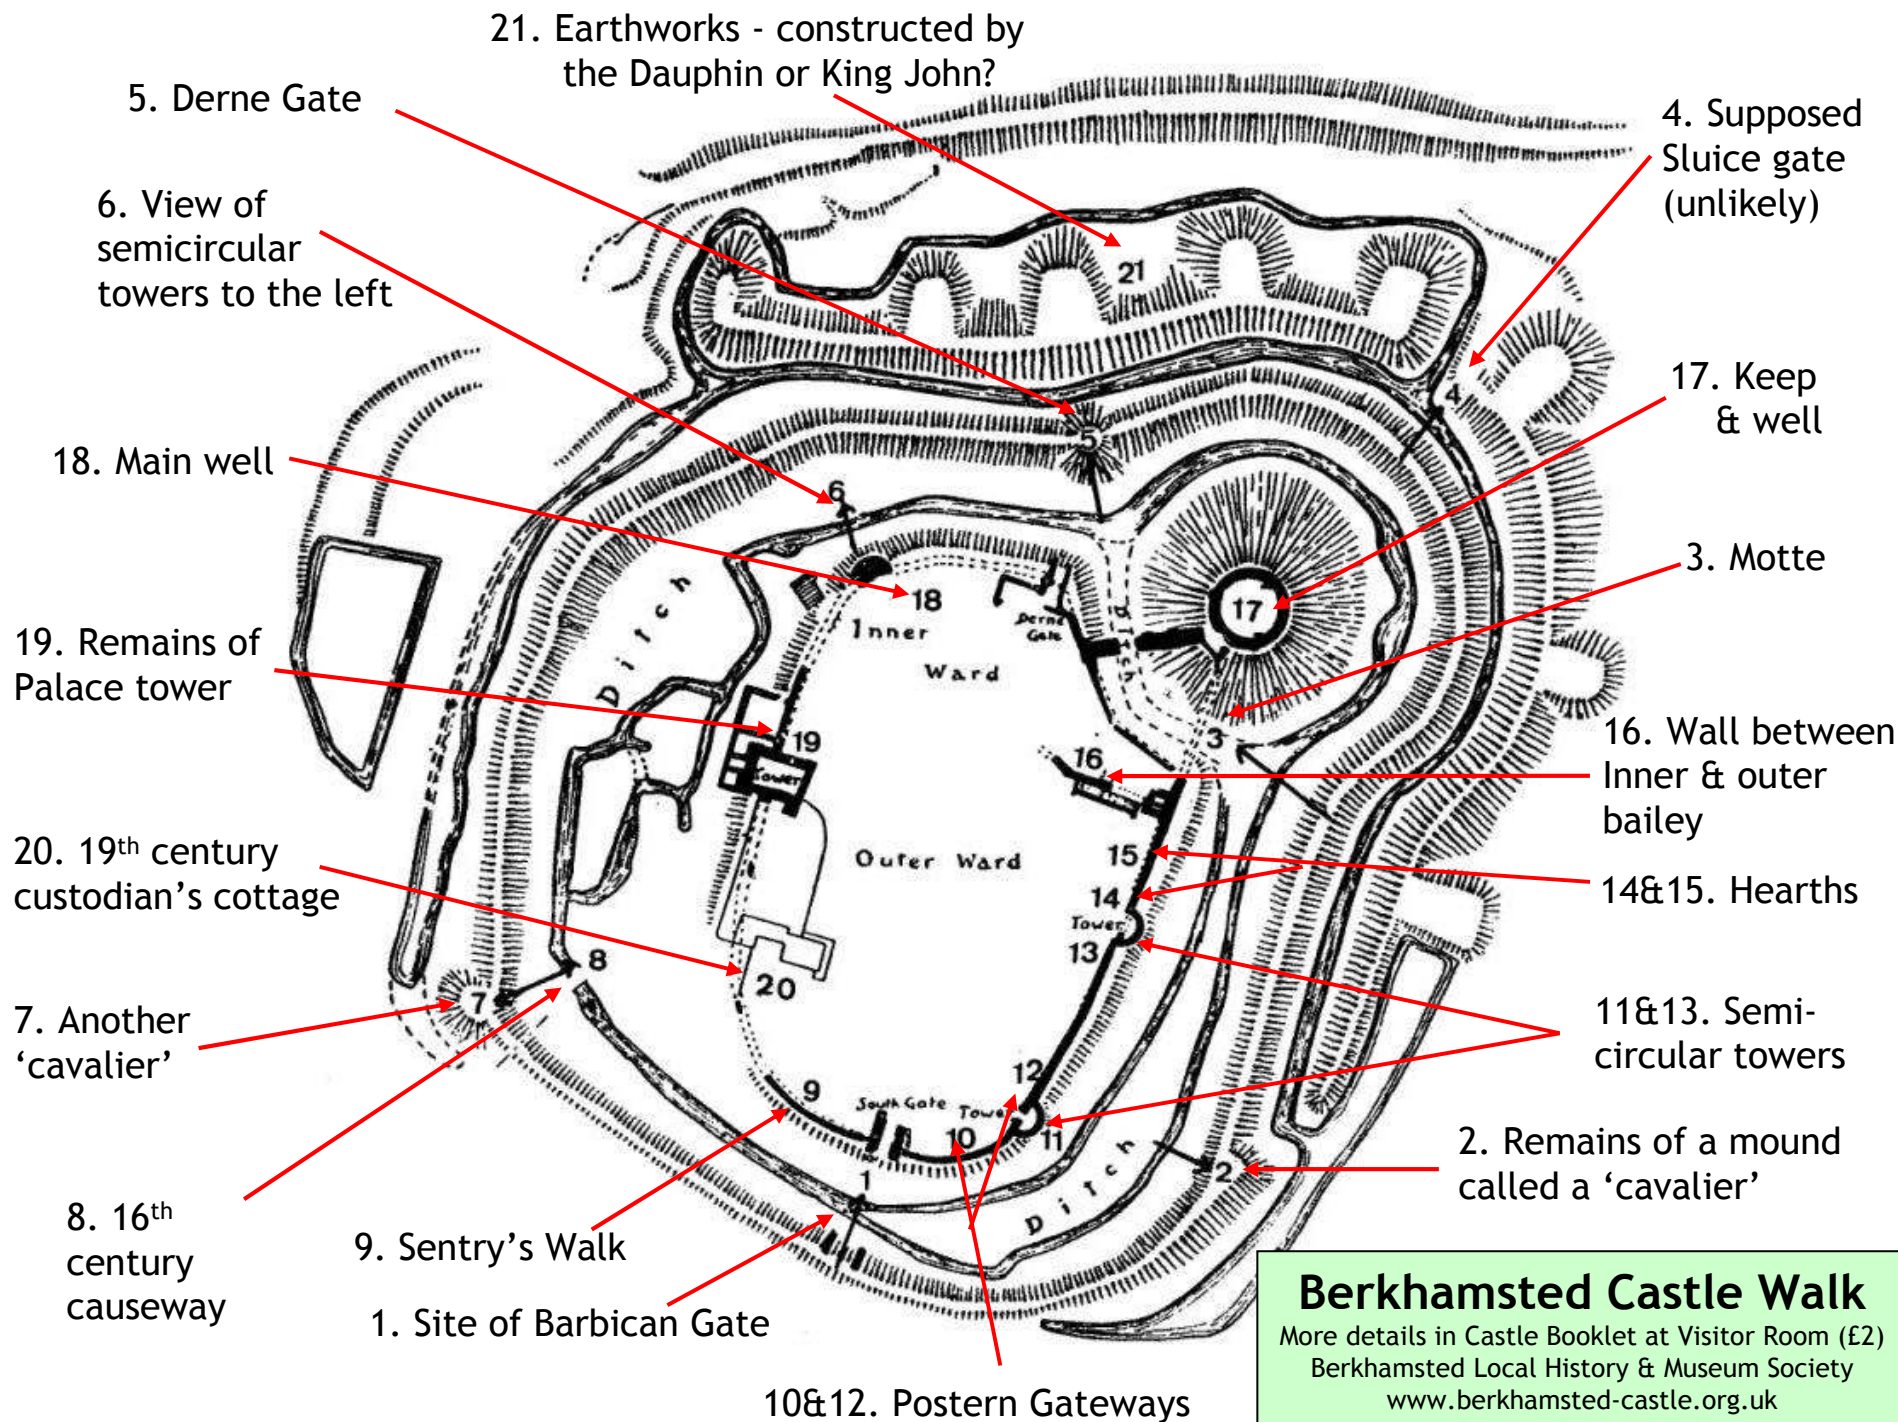 21. Earthworks - constructed by
the Dauphin or King John?
5. Derne Gate
4. Supposed
Sluice gate
(unlikely)
6. View of
semicircular
towers to the left
17. Keep
& well
18. Main well
3. Motte
19. Remains of
Palace tower
16. Wall between
Inner & outer
bailey
20. 19th century
custodian’s cottage
14&15. Hearths
7. Another
‘cavalier’
11&13. Semi-
circular towers
2. Remains of a mound
called a ‘cavalier’
8. 16th
century
causeway
9. Sentry’s Walk
1. Site of Barbican Gate
10&12. Postern Gateways
21
4
5
6
18
Inner
Ward
Derne
Gate
17
Ditch
Ditch
3
19
Tower
16
Outer Ward
15
14
Tower
13
20
8
7
12
9
South Gate
Tower
10
11
1
2
Ditch
Berkhamsted Castle Walk
More details in Castle Booklet at Visitor Room (£2)
Berkhamsted Local History & Museum Society
www.berkhamsted-castle.org.uk